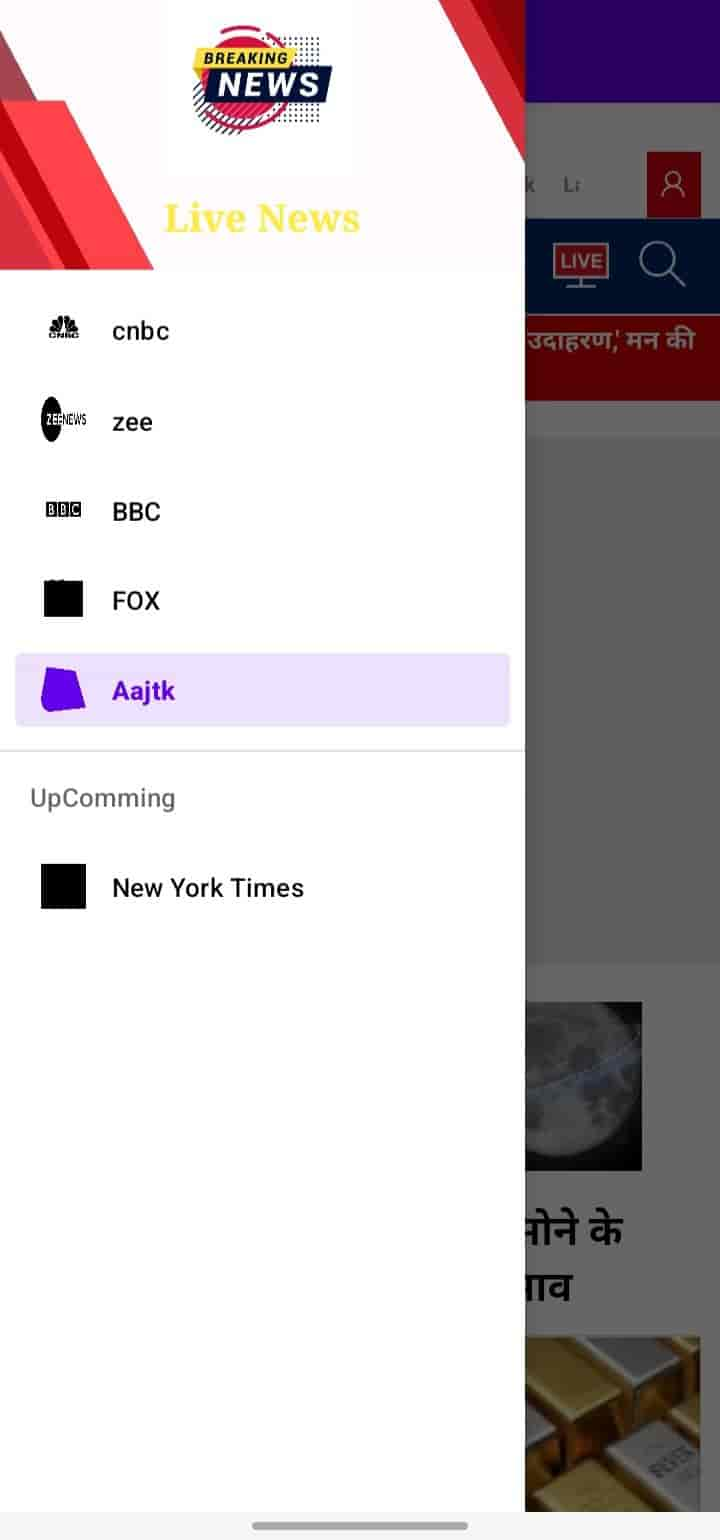 BREAKING
NEWS
Live News
LIVE
उदाहरण,' मन की
CNBC
cnbc
ZEENEWS
zee
BBC
BBC
FOX
Aajtk
UpComming
New York Times
सोने के
SILVER